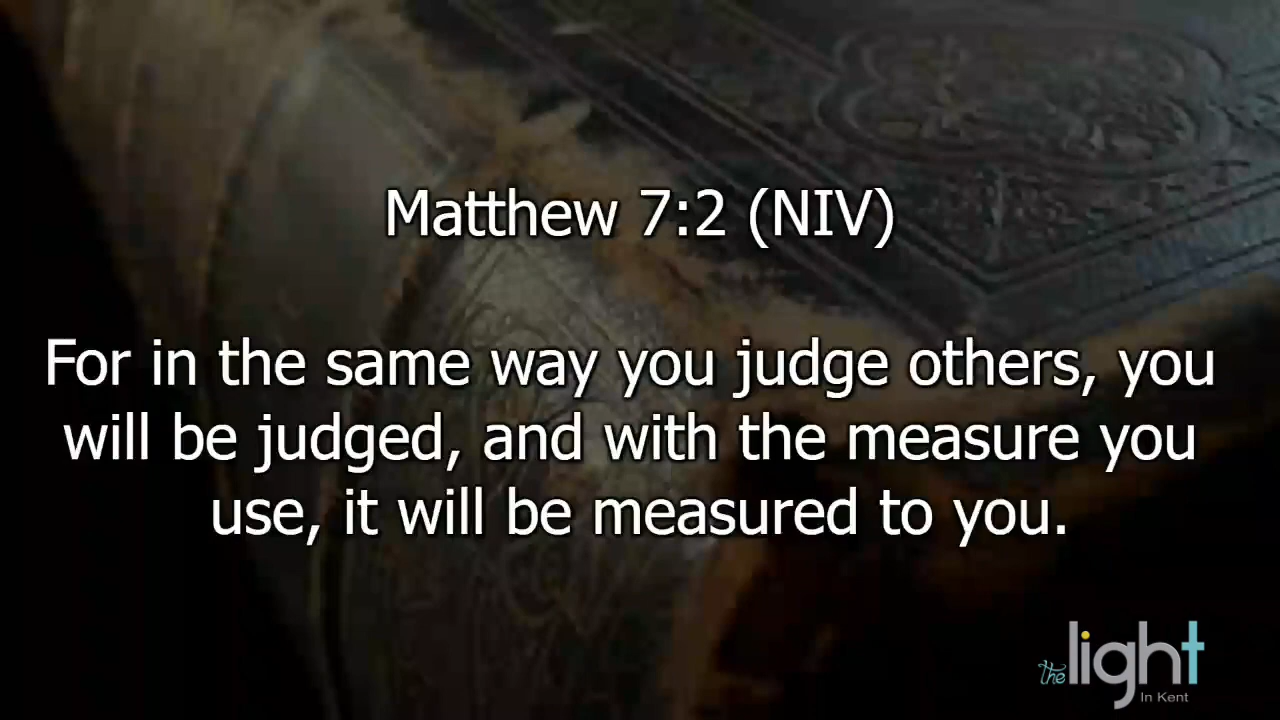 Matthew 7:2 (NIV)
For in the same way you judge others, you
will be judged, and with the measure you
use, it will be measured to you.
the light
In Kent